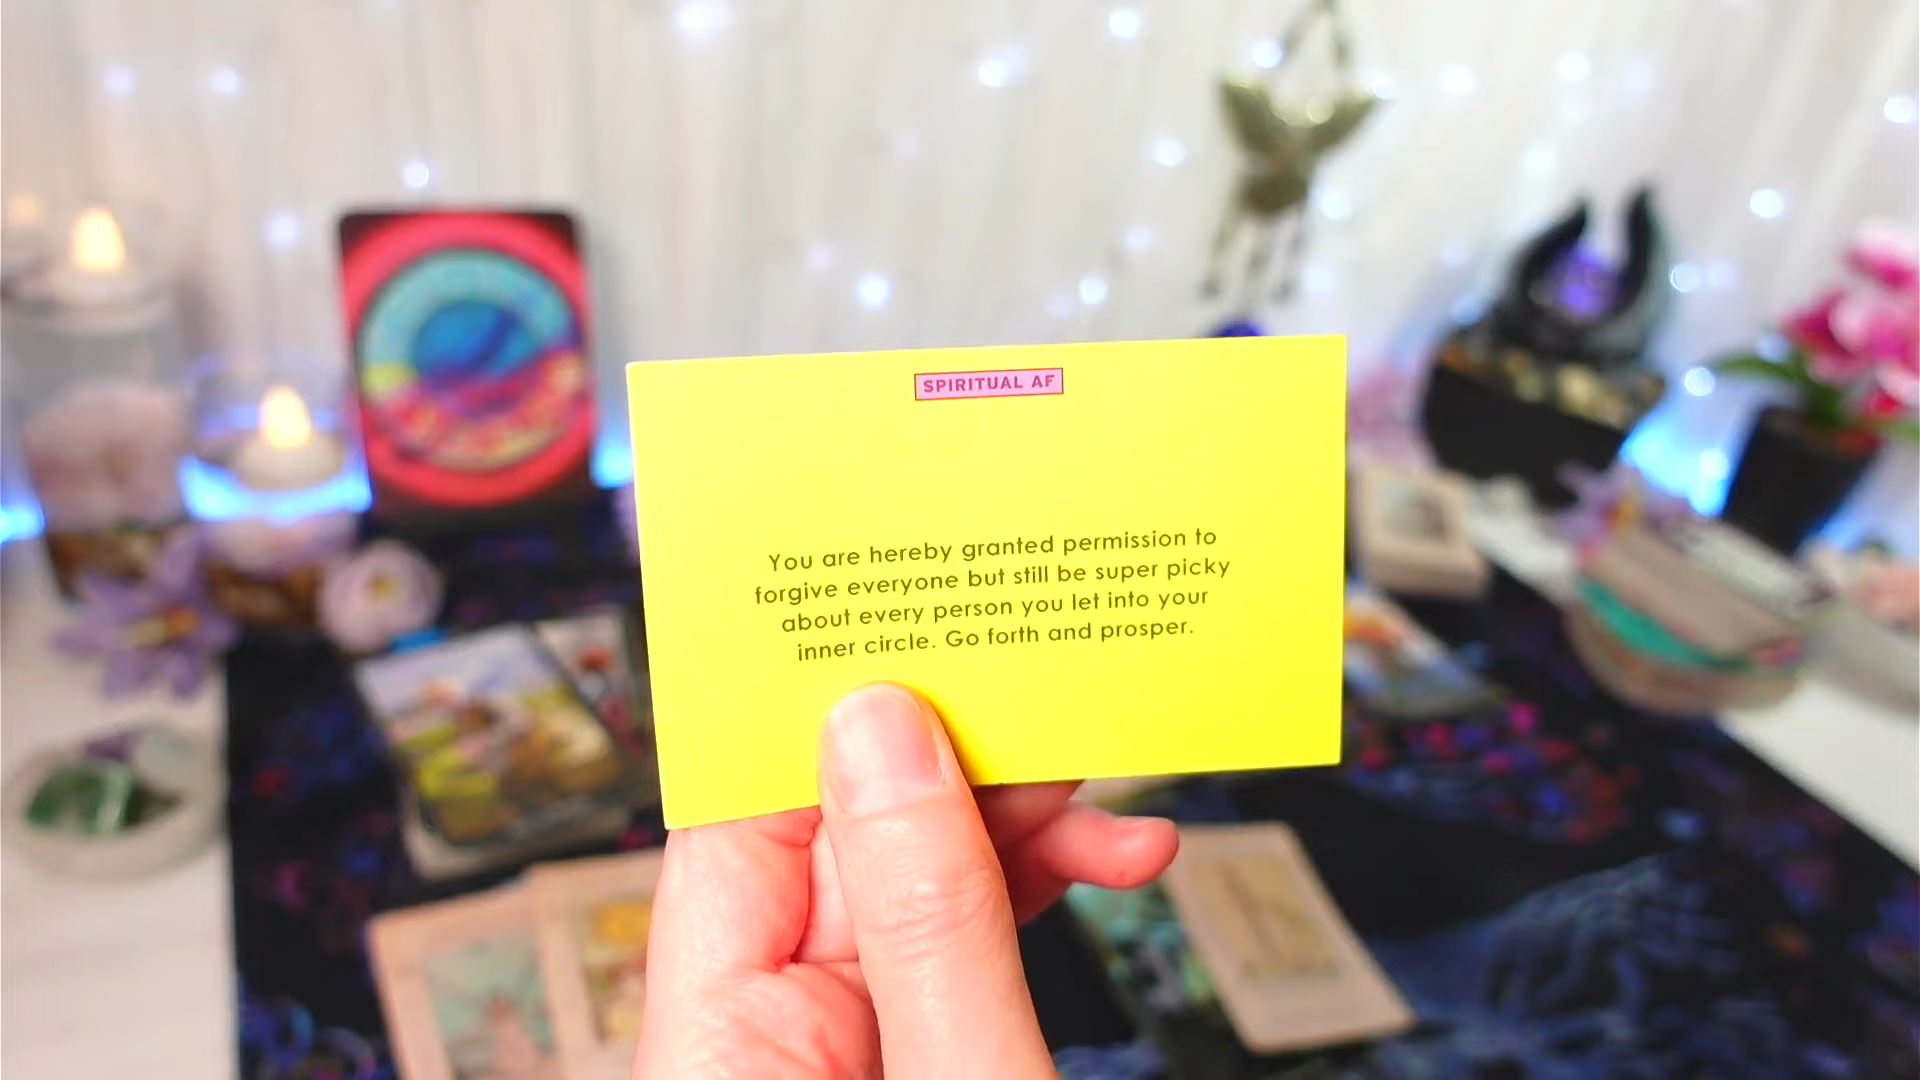 SPIRITUAL AF
You are hereby granted permission to
forgive everyone but still be super picky
about every person you let into your
inner circle. Go forth and prosper.